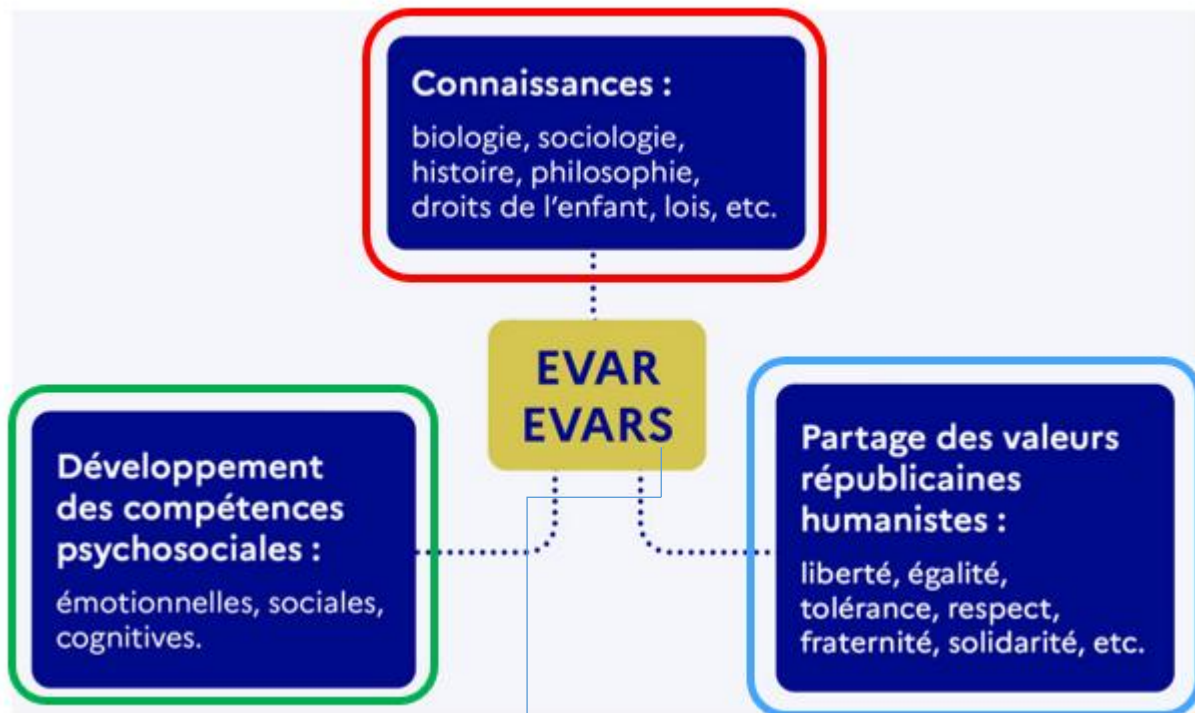 Connaissances :
biologie, sociologie,
histoire, philosophie,
droits de l'enfant, lois, etc.
EVAR
EVARS
Développement
des compétences
psychosociales :
émotionnelles, sociales,
cognitives.
Partage des valeurs
républicaines
humanistes :
liberté, égalité,
tolérance, respect,
fraternité, solidarité, etc.